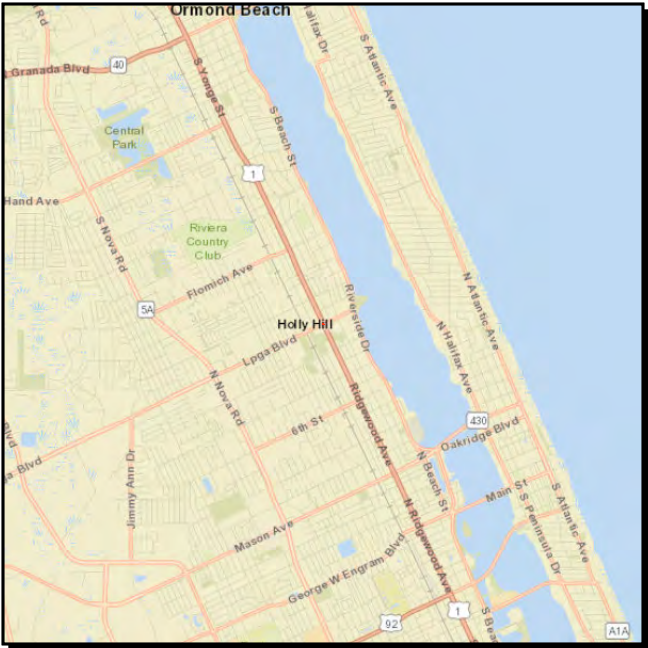 Ormond Beach
Rd
Halifax Dr
S Atlantic Ave
Granada Blvd
40
S Yonge St
Central
Park
S Beach St
1
Hand Ave
S Nova Rd
Riviera
Country
Club
Flomich Ave
N Atlantic Ave
5A
Riverside Dr
Holly Hill
N Halifax Ave
Lpga Blvd
N Nova Rd
Ridgewood Ave
430
6th St
Oakridge Blvd
Blvd
Blvd
Jimmy Ann Dr
N Beach St
Main St
S Atlantic Ave
S Peninsula Dr
Mason Ave
N Ridgewood Ave
George W Engram Blvd
1
92
A1A